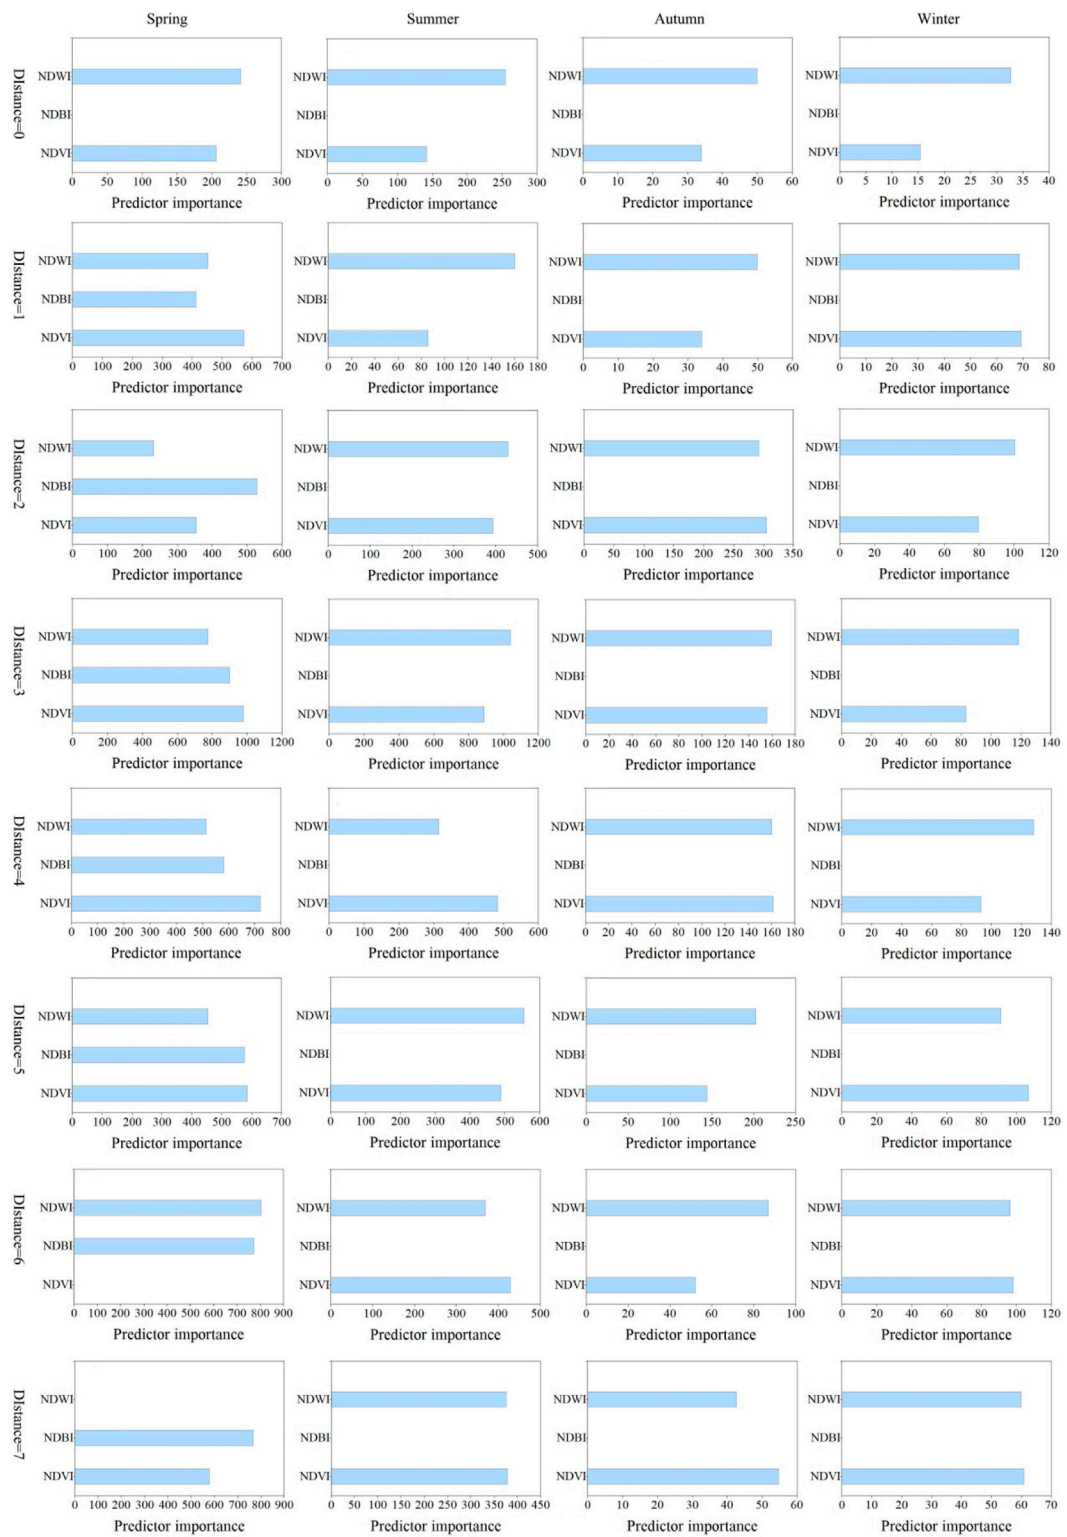 Spring Summer Autumn Winter
DIstance=0
NDWI NDWI NDWI NDWI
NDBI NDBI NDBI NDBI
NDVI NDVI NDVI NDVI
0 50 100 150 200 250 300 0 50 100 150 200 250 300 0 10 20 30 40 50 60 0 5 10 15 20 25 30 35 40
Predictor importance Predictor importance Predictor importance Predictor importance
DIstance=1
NDWI NDWI NDWI NDWI
NDBI NDBI NDBI NDBI
NDVI NDVI NDVI NDVI
0 100 200 300 400 500 600 700 0 20 40 60 80 100 120 140 160 180 0 10 20 30 40 50 60 0 10 20 30 40 50 60 70 80
Predictor importance Predictor importance Predictor importance Predictor importance
DIstance=2
NDWI NDWI NDWI NDWI
NDBI NDBI NDBI NDBI
NDVI NDVI NDVI NDVI
0 100 200 300 400 500 600 0 100 200 300 400 500 0 50 100 150 200 250 300 350 0 20 40 60 80 100 120
Predictor importance Predictor importance Predictor importance Predictor importance
DIstance=3
NDWI NDWI NDWI NDWI
NDBI NDBI NDBI NDBI
NDVI NDVI NDVI NDVI
0 200 400 600 800 1000 1200 0 200 400 600 800 1000 1200 0 20 40 60 80 100 120 140 160 180 0 20 40 60 80 100 120 140
Predictor importance Predictor importance Predictor importance Predictor importance
DIstance=4
NDWI NDWI NDWI NDWI
NDBI NDBI NDBI NDBI
NDVI NDVI NDVI NDVI
0 100 200 300 400 500 600 700 800 0 100 200 300 400 500 600 0 20 40 60 80 100 120 140 160 180 0 20 40 60 80 100 120 140
Predictor importance Predictor importance Predictor importance Predictor importance
DIstance=5
NDWI NDWI NDWI NDWI
NDBI NDBI NDBI NDBI
NDVI NDVI NDVI NDVI
0 100 200 300 400 500 600 700 0 100 200 300 400 500 600 0 50 100 150 200 250 0 20 40 60 80 100 120
Predictor importance Predictor importance Predictor importance Predictor importance
DIstance=6
NDWI NDWI NDWI NDWI
NDBI NDBI NDBI NDBI
NDVI NDVI NDVI NDVI
0 100 200 300 400 500 600 700 800 900 0 100 200 300 400 500 0 20 40 60 80 100 0 20 40 60 80 100 120
Predictor importance Predictor importance Predictor importance Predictor importance
DIstance=7
NDWI NDWI NDWI NDWI
NDBI NDBI NDBI NDBI
NDVI NDVI NDVI NDVI
0 100 200 300 400 500 600 700 800 900 0 50 100 150 200 250 300 350 400 450 0 10 20 30 40 50 60 0 10 20 30 40 50 60 70
Predictor importance Predictor importance Predictor importance Predictor importance